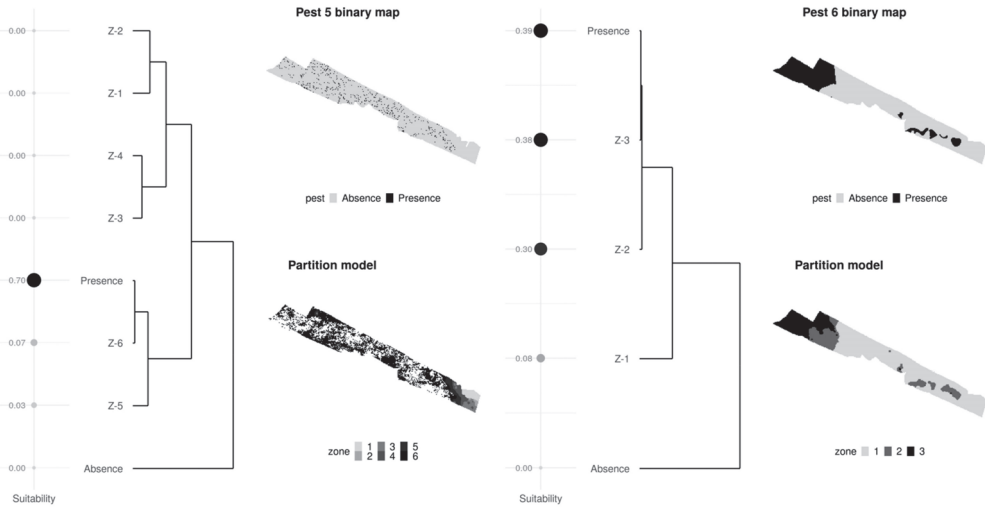 Pest 5 binary map
0.00 Z-2
0.00 Z-1
0.00 Z-4
0.00 Z-3
0.70 Presence
0.07 Z-6
0.03 Z-5
0.00 Absence
Suitability
pest Absence Presence
Partition model
zone 1 3 5
2 4 6
Pest 6 binary map
0.39 Presence
0.38 Z-3
0.30 Z-2
0.08 Z-1
0.00 Absence
Suitability
pest Absence Presence
Partition model
zone 1 2 3